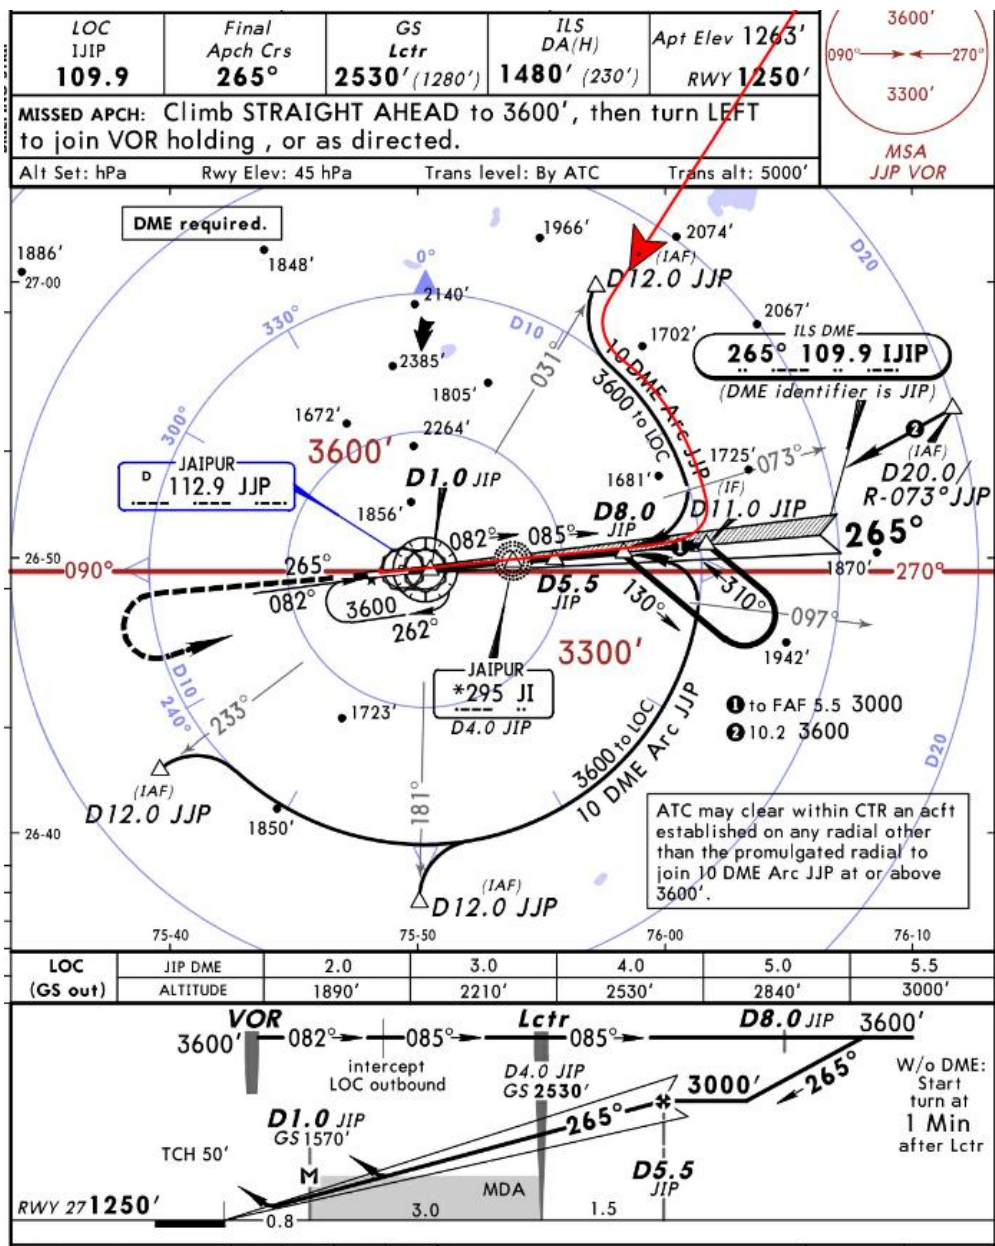 LOC
IJIP
109.9
Final
Apch Crs
265°
GS
Lctr
2530' (1280')
ILS
DA(H)
1480' (230')
Apt Elev 1263'
RWY 1250'
MISSED APCH: Climb STRAIGHT AHEAD to 3600', then turn LEFT
to join VOR holding , or as directed.
Alt Set: hPa Rwy Elev: 45 hPa Trans level: By ATC Trans alt: 5000'
3600'
090° 270°
3300'
MSA
JJP VOR
DME required.
1886'
27-00
1848'
1966'
2074'
D20
0°
(IAF)
D12.0 JJP
2140'
330°
D10
031°
2067'
1702'
ILS DME
265° 109.9 IJIP
(DME identifier is JIP)
2385'
1805'
10 DME Arc JJP
3600 to LOC
300°
1672'
3600'
2264'
2
(IAF)
D20.0/
R-073°JJP
JAIPUR
D 112.9 JJP
D1.0 JIP
1681'
1725'
073°
(IF)
D11.0 JIP
D8.0
JIP
1856'
082° 085°
265°
26-50
265°
1
1870'
090°
270°
D5.5
JIP
082°
3600
262°
130°
310°
097°
3300'
1942'
JAIPUR
*295 JI
D4.0 JIP
D10
240°
233°
1723'
1 to FAF 5.5 3000
2 10.2 3600
3600 to LOC
10 DME Arc JJP
D20
(IAF)
D12.0 JJP
181°
1850'
26-40
ATC may clear within CTR an acft
established on any radial other
than the promulgated radial to
join 10 DME Arc JJP at or above
3600'.
(IAF)
D12.0 JJP
75-40 75-50 76-00 76-10
LOC JIP DME 2.0 3.0 4.0 5.0 5.5
(GS out) ALTITUDE 1890' 2210' 2530' 2840' 3000'
VOR Lctr D8.0 JIP 3600'
3600' 082° 085° 085°
intercept
LOC outbound
D4.0 JIP
GS 2530'
3000'
265°
W/o DME:
Start
turn at
1 Min
after Lctr
D1.0 JIP
GS 1570'
265°
TCH 50'
M
MDA
D5.5
JIP
RWY 27 1250'
0.8 3.0 1.5